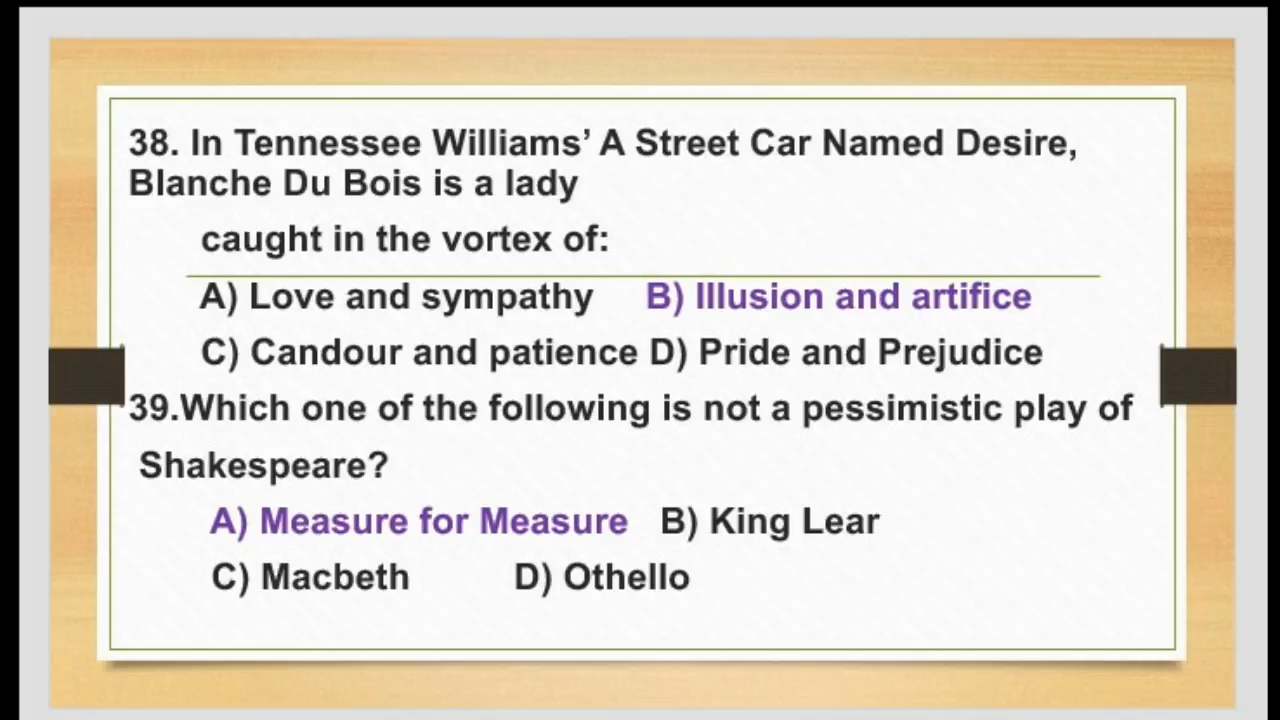 38. In Tennessee Williams’ A Street Car Named Desire,
Blanche Du Bois is a lady
caught in the vortex of:
A) Love and sympathy B) Illusion and artifice
C) Candour and patience D) Pride and Prejudice
39.Which one of the following is not a pessimistic play of
Shakespeare?
A) Measure for Measure B) King Lear
C) Macbeth D) Othello